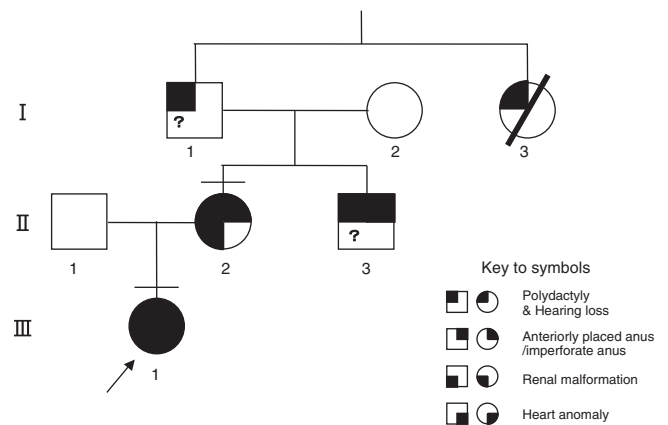 I
?
1
2
3
II
?
1
2
3
Key to symbols
Polydactyly
& Hearing loss
Anteriorly placed anus
/imperforate anus
Renal malformation
Heart anomaly
III
1